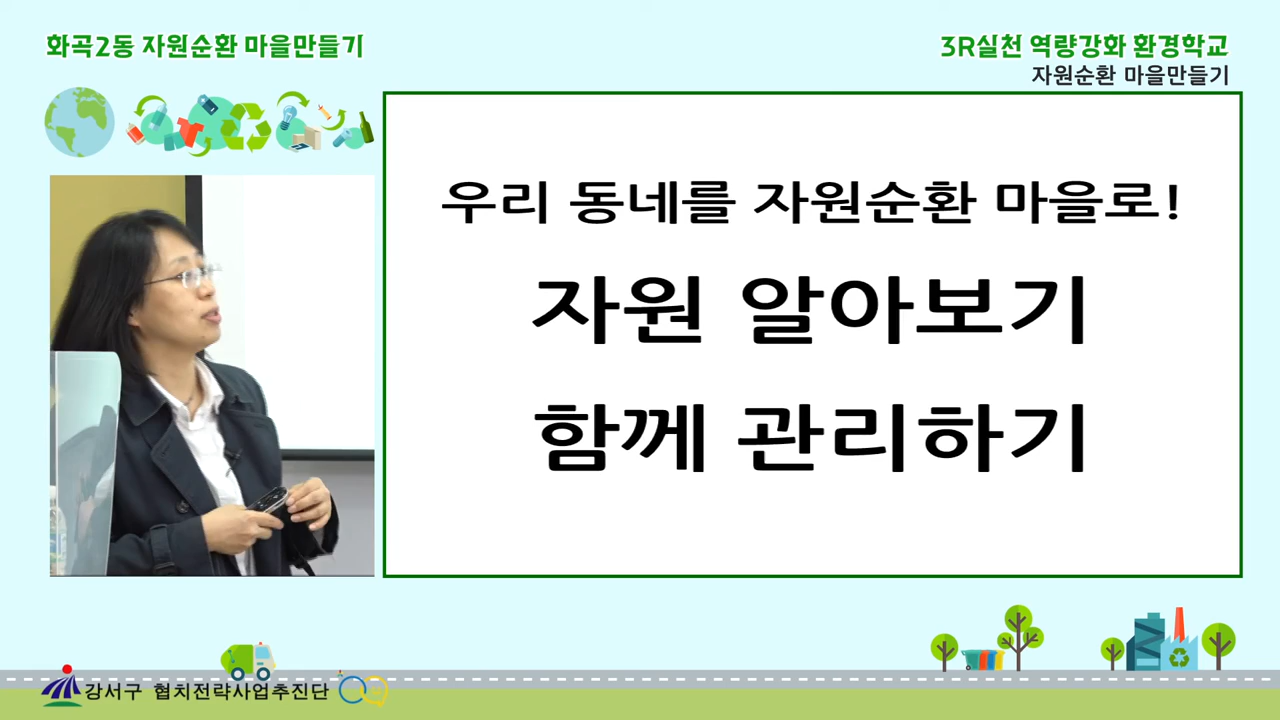 화곡2동 자원순환 마을만들기
3R실천 역량강화 환경학교
자원순환 마을만들기
우리 동네를 자원순환 마을로!
자원 알아보기
함께 관리하기
강서구 협치전략사업추진단